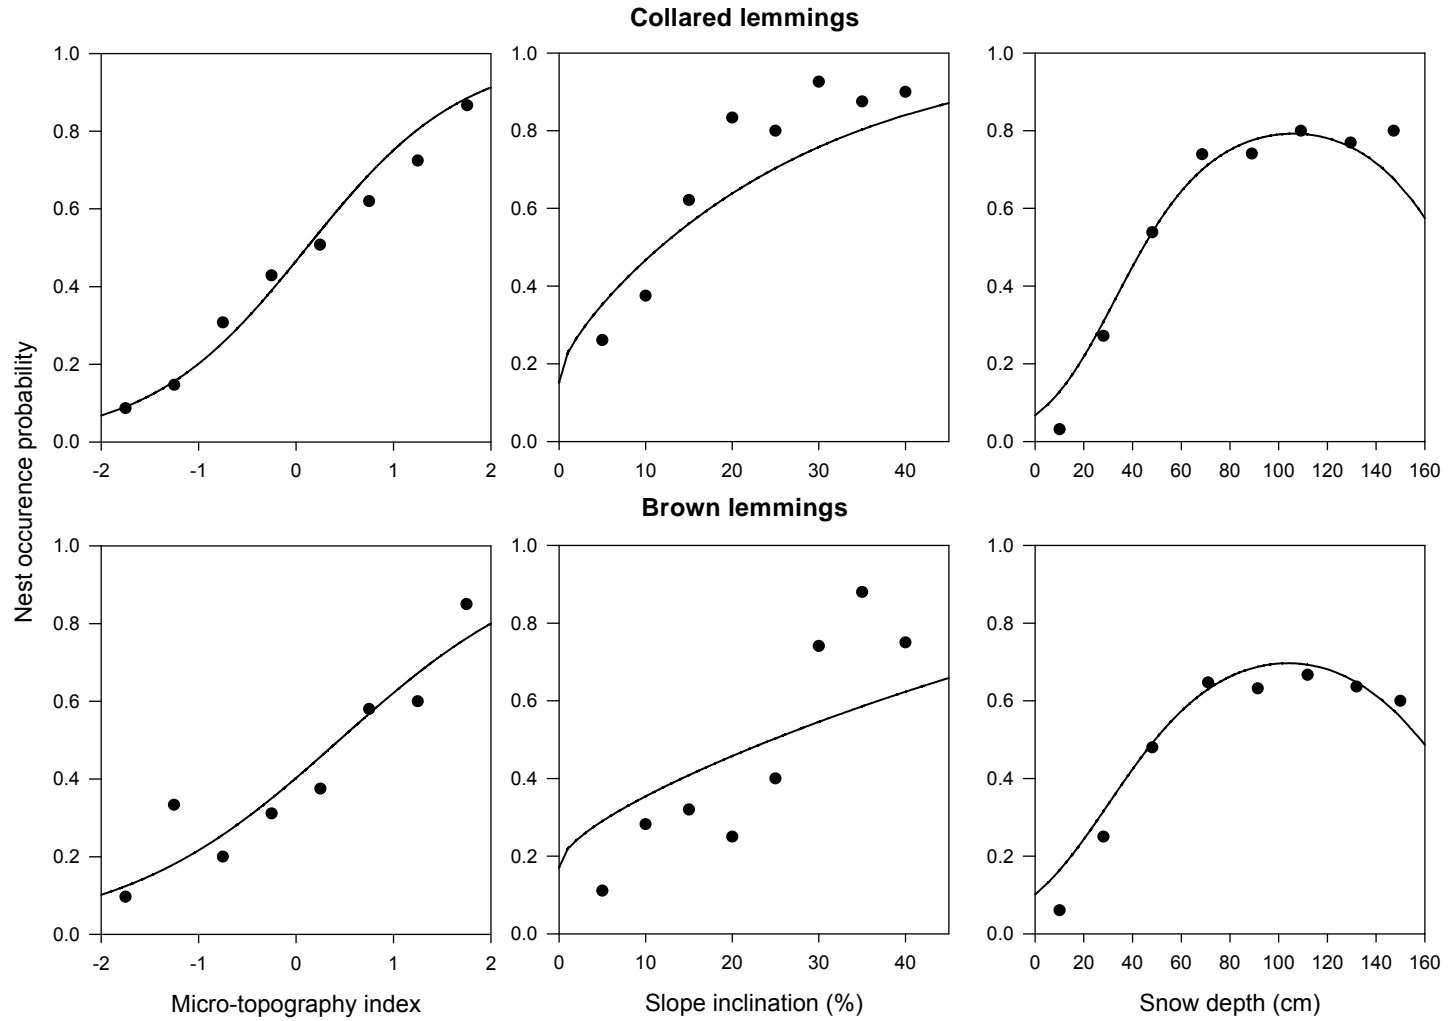 Collared lemmings
1.0 1.0 1.0
0.8 0.8 0.8
0.6 0.6 0.6
0.4 0.4 0.4
0.2 0.2 0.2
0.0 0.0 0.0
-2 -1 0 1 2 0 10 20 30 40 0 20 40 60 80 100 120 140 160
Nest occurence probability
Brown lemmings
1.0 1.0 1.0
0.8 0.8 0.8
0.6 0.6 0.6
0.4 0.4 0.4
0.2 0.2 0.2
0.0 0.0 0.0
-2 -1 0 1 2 0 10 20 30 40 0 20 40 60 80 100 120 140 160
Micro-topography index Slope inclination (%) Snow depth (cm)